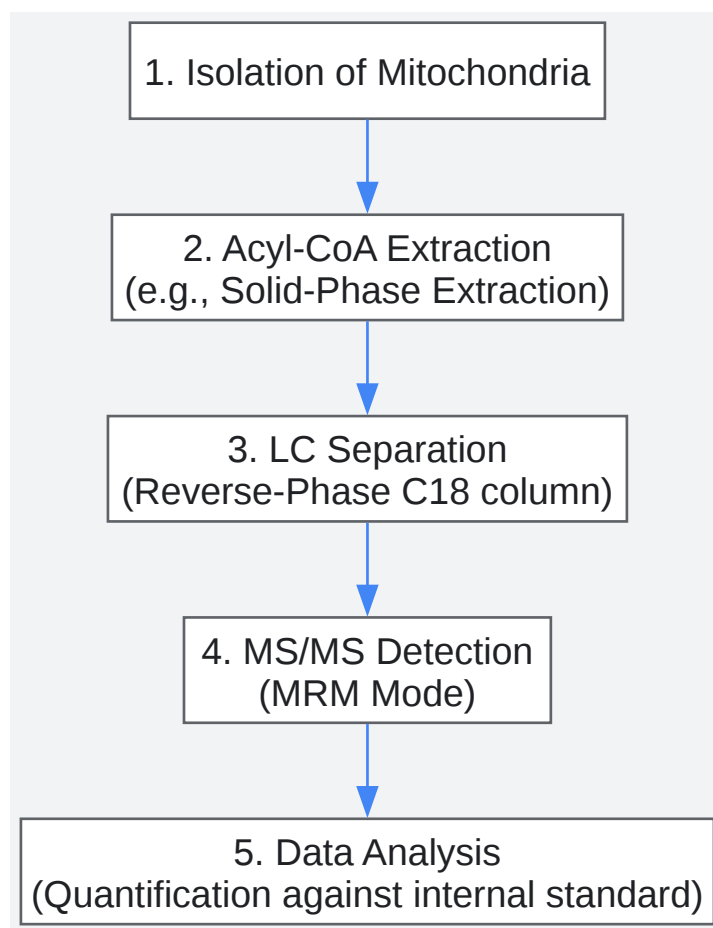 1. Isolation of Mitochondria
2. Acyl-CoA Extraction
(e.g., Solid-Phase Extraction)
3. LC Separation
(Reverse-Phase C18 column)
4. MS/MS Detection
(MRM Mode)
5. Data Analysis
(Quantification against internal standard)